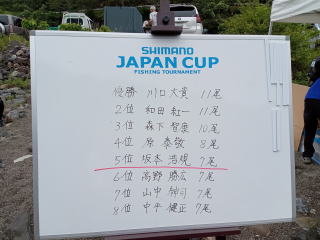 SHIMANO
JAPAN CUP
FISHING TOURNAMENT
優勝 川口大貴 11尾
2位 和田 紅一 11尾
3位 森下 智康 10尾
4位 原 泰敬 8尾
5位 坂本 浩規 7尾
6位 高野 勝広 7尾
7位 山中 伸司 7尾
8位 中平 健正 7尾